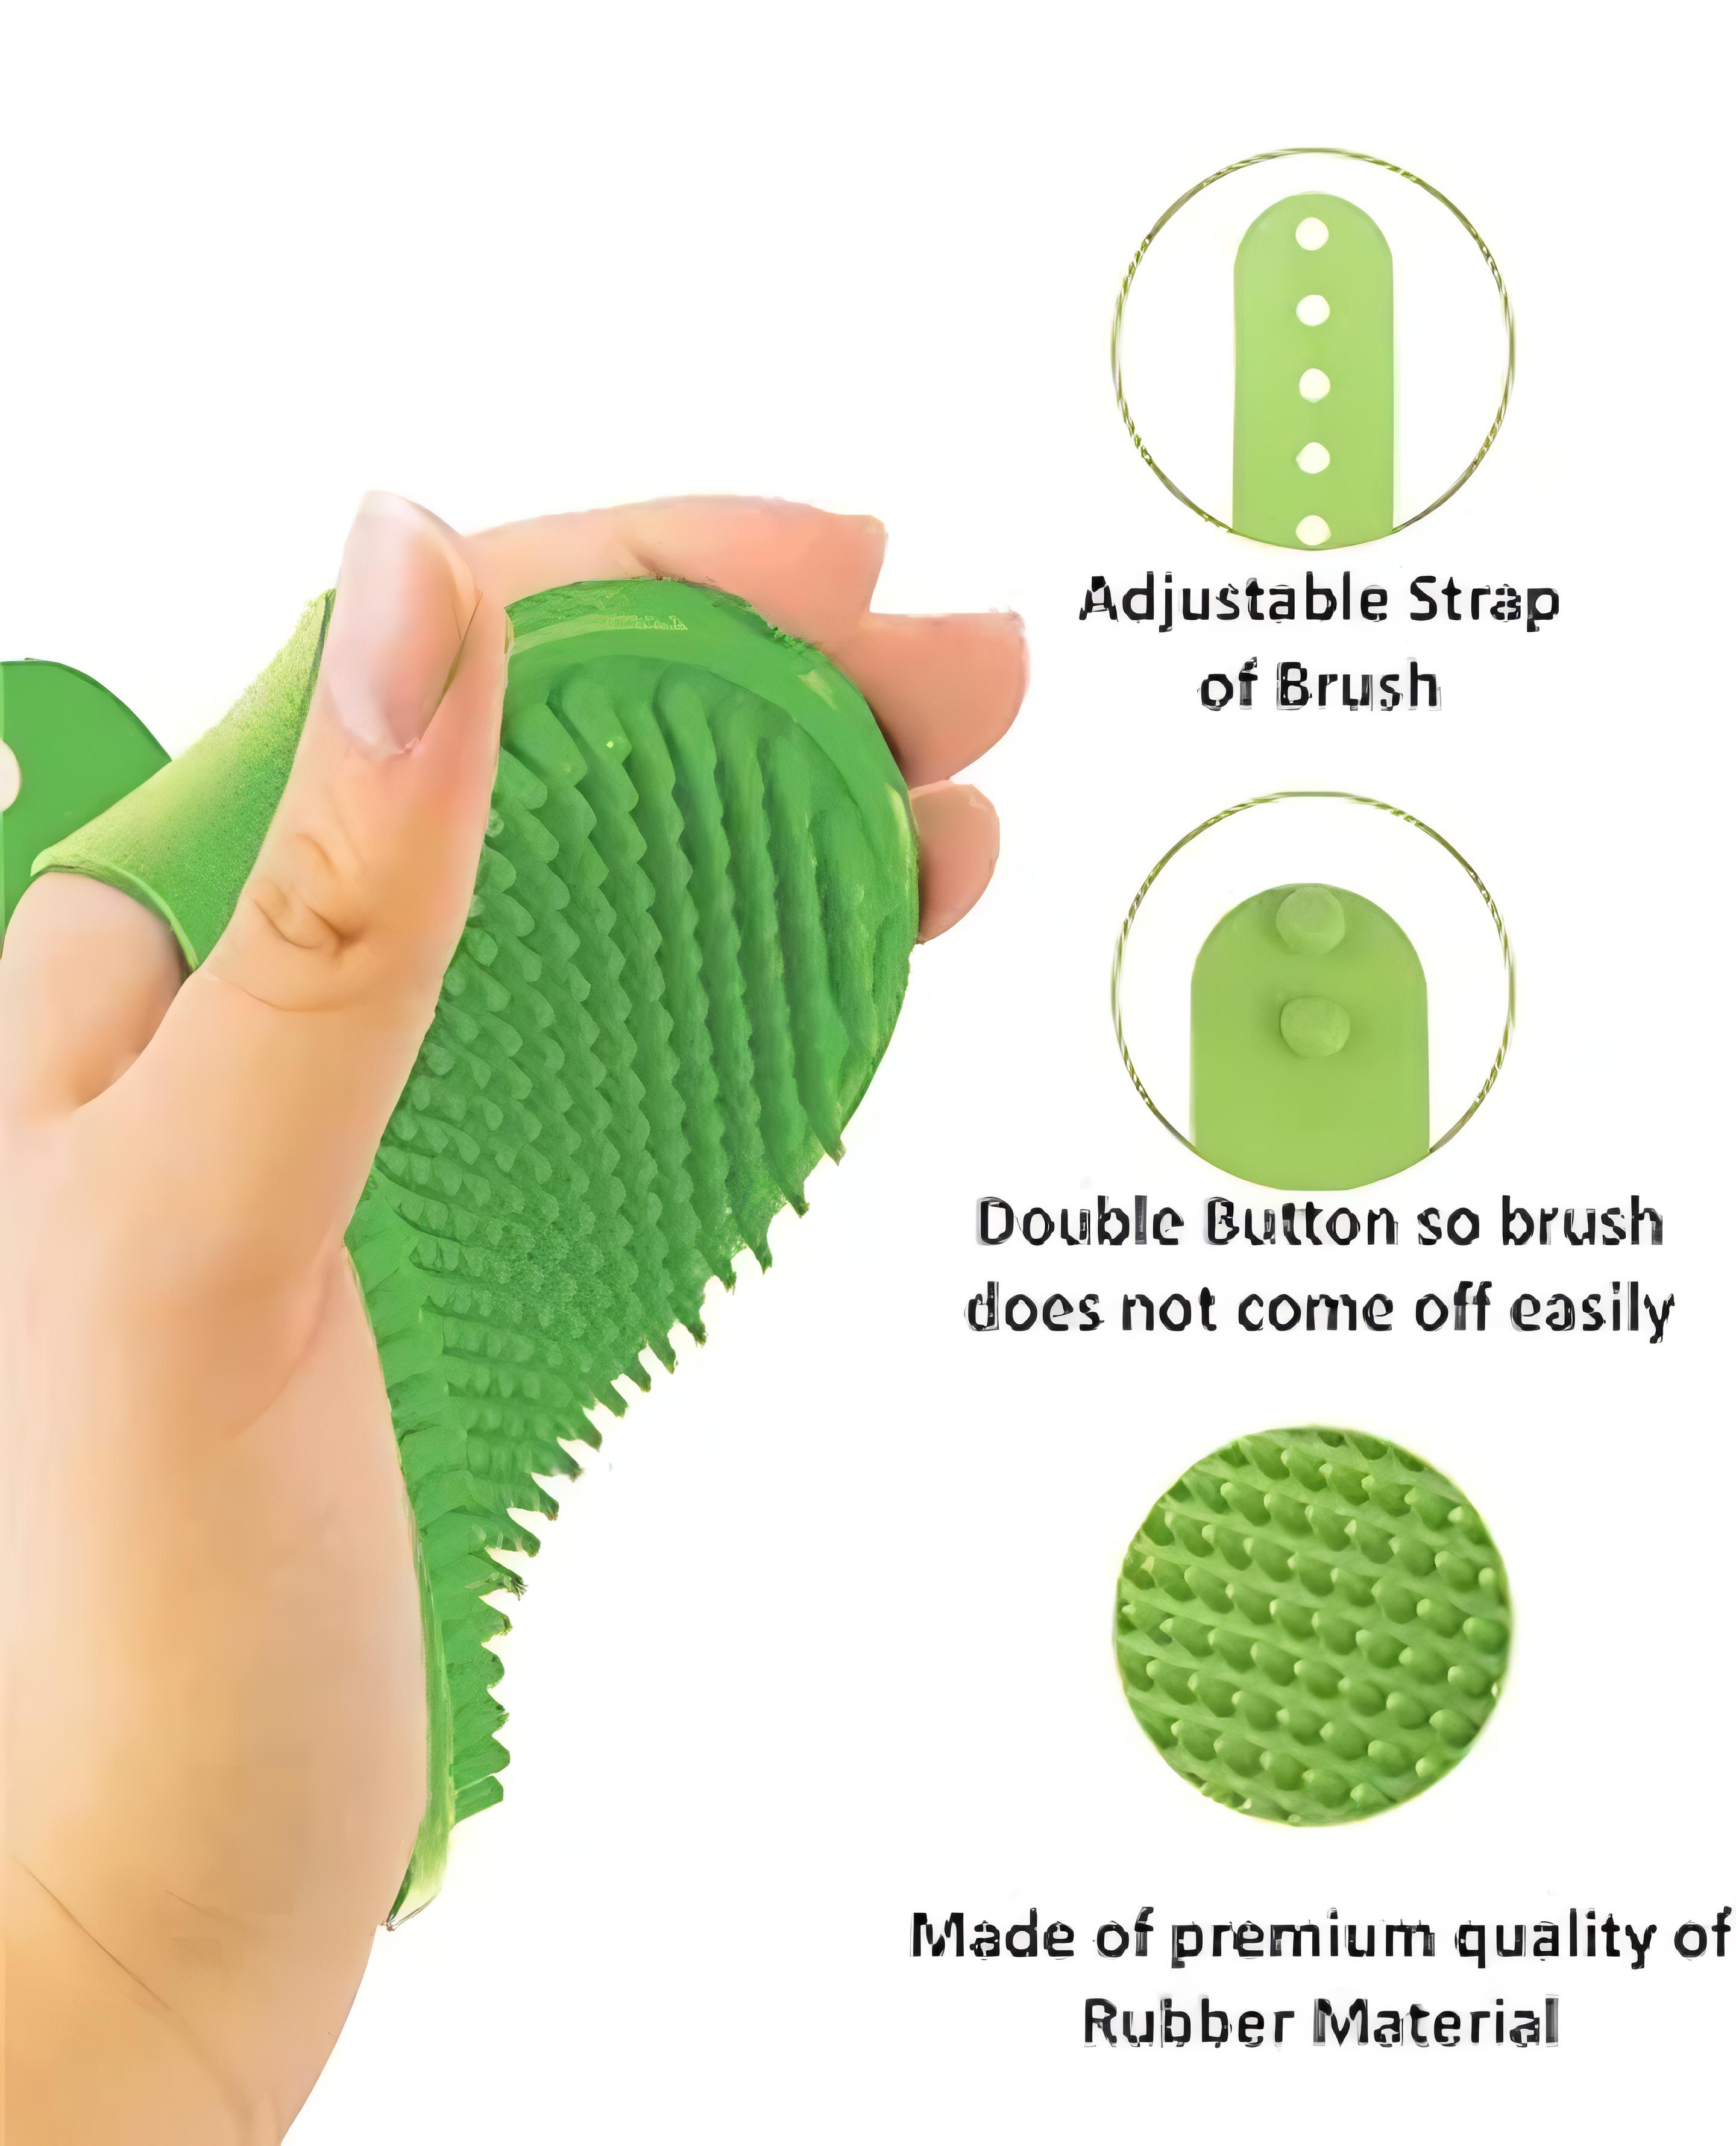 Adjustable Strap
of Brush
Double Button so brush
does not come off easily
Made of premium quality of
Rubber Material